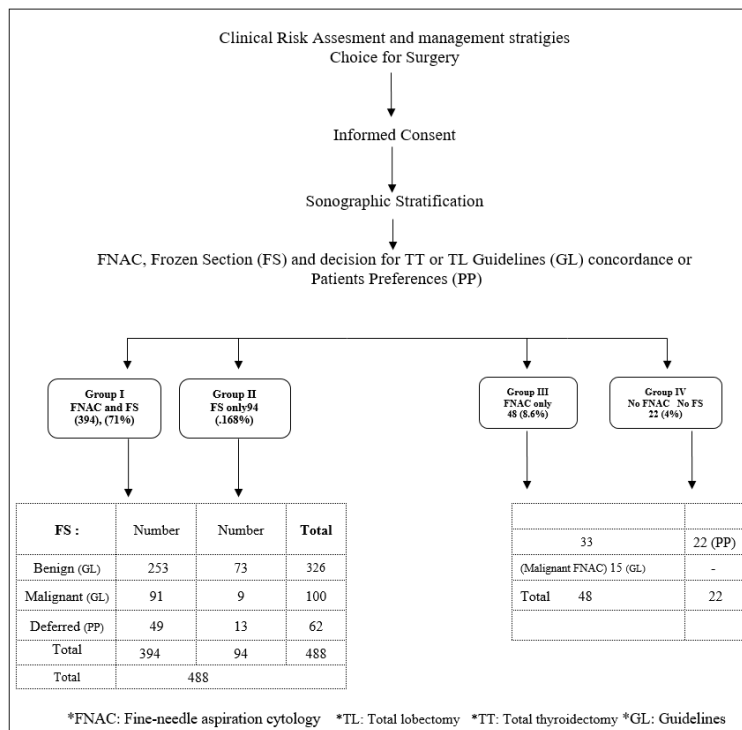 Clinical Risk Assesment and management stratigies
Choice for Surgery
Informed Consent
Sonographic Stratification
FNAC, Frozen Section (FS) and decision for TT or TL Guidelines (GL) concordance or
Patients Preferences (PP)
Group I
FNAC and FS
(394), (71%)
Group II
FS only94
(.168%)
Group III
FNAC only
48 (8.6%)
Group IV
No FNAC No FS
22 (4%)
FS : Number Number Total
Benign (GL) 253 73 326
Malignant (GL) 91 9 100
Deferred (PP) 49 13 62
Total 394 94 488
Total 488
33 22 (PP)
(Malignant FNAC) 15 (GL) -
Total 48 22
*FNAC: Fine-needle aspiration cytology *TL: Total lobectomy *TT: Total thyroidectomy *GL: Guidelines